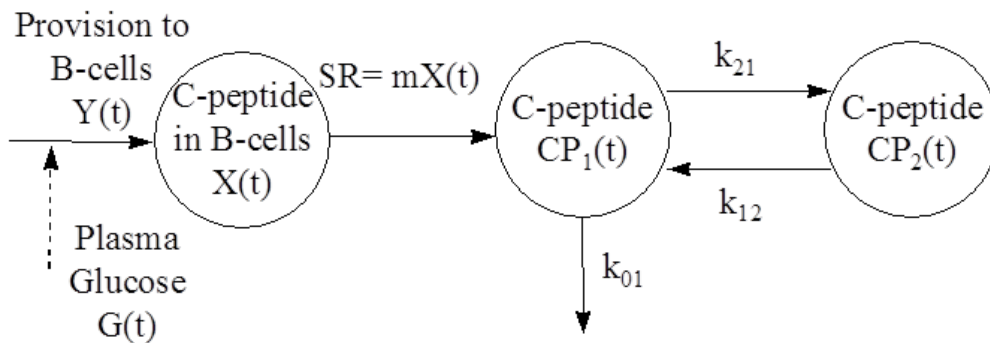 Provision to
B-cells
Y(t)
C-peptide
in B-cells
X(t)
SR= mX(t)
C-peptide
CP₁(t)
k₂₁
k₁₂
C-peptide
CP₂(t)
k₀₁
Plasma
Glucose
G(t)